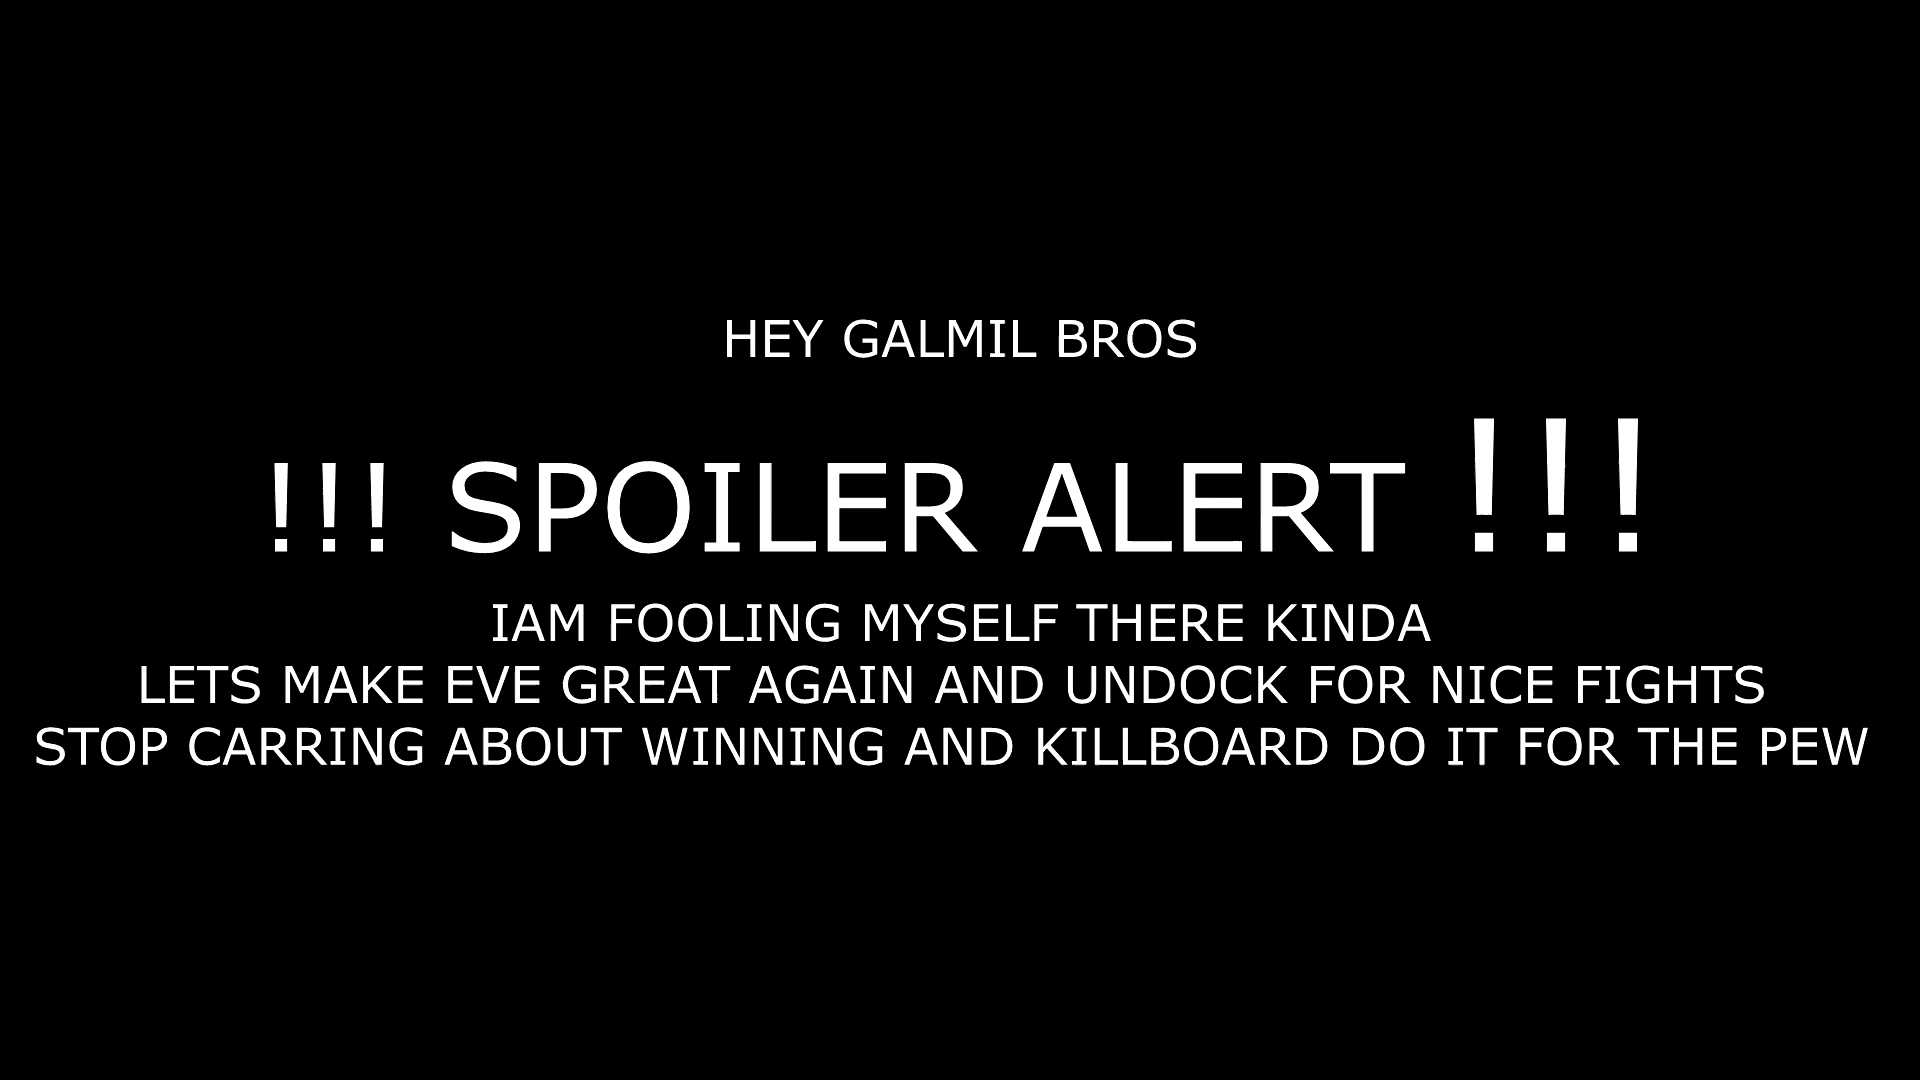 HEY GALMIL BROS
!!! SPOILER ALERT !!!
IAM FOOLING MYSELF THERE KINDA
LETS MAKE EVE GREAT AGAIN AND UNDOCK FOR NICE FIGHTS
STOP CARRING ABOUT WINNING AND KILLBOARD DO IT FOR THE PEW